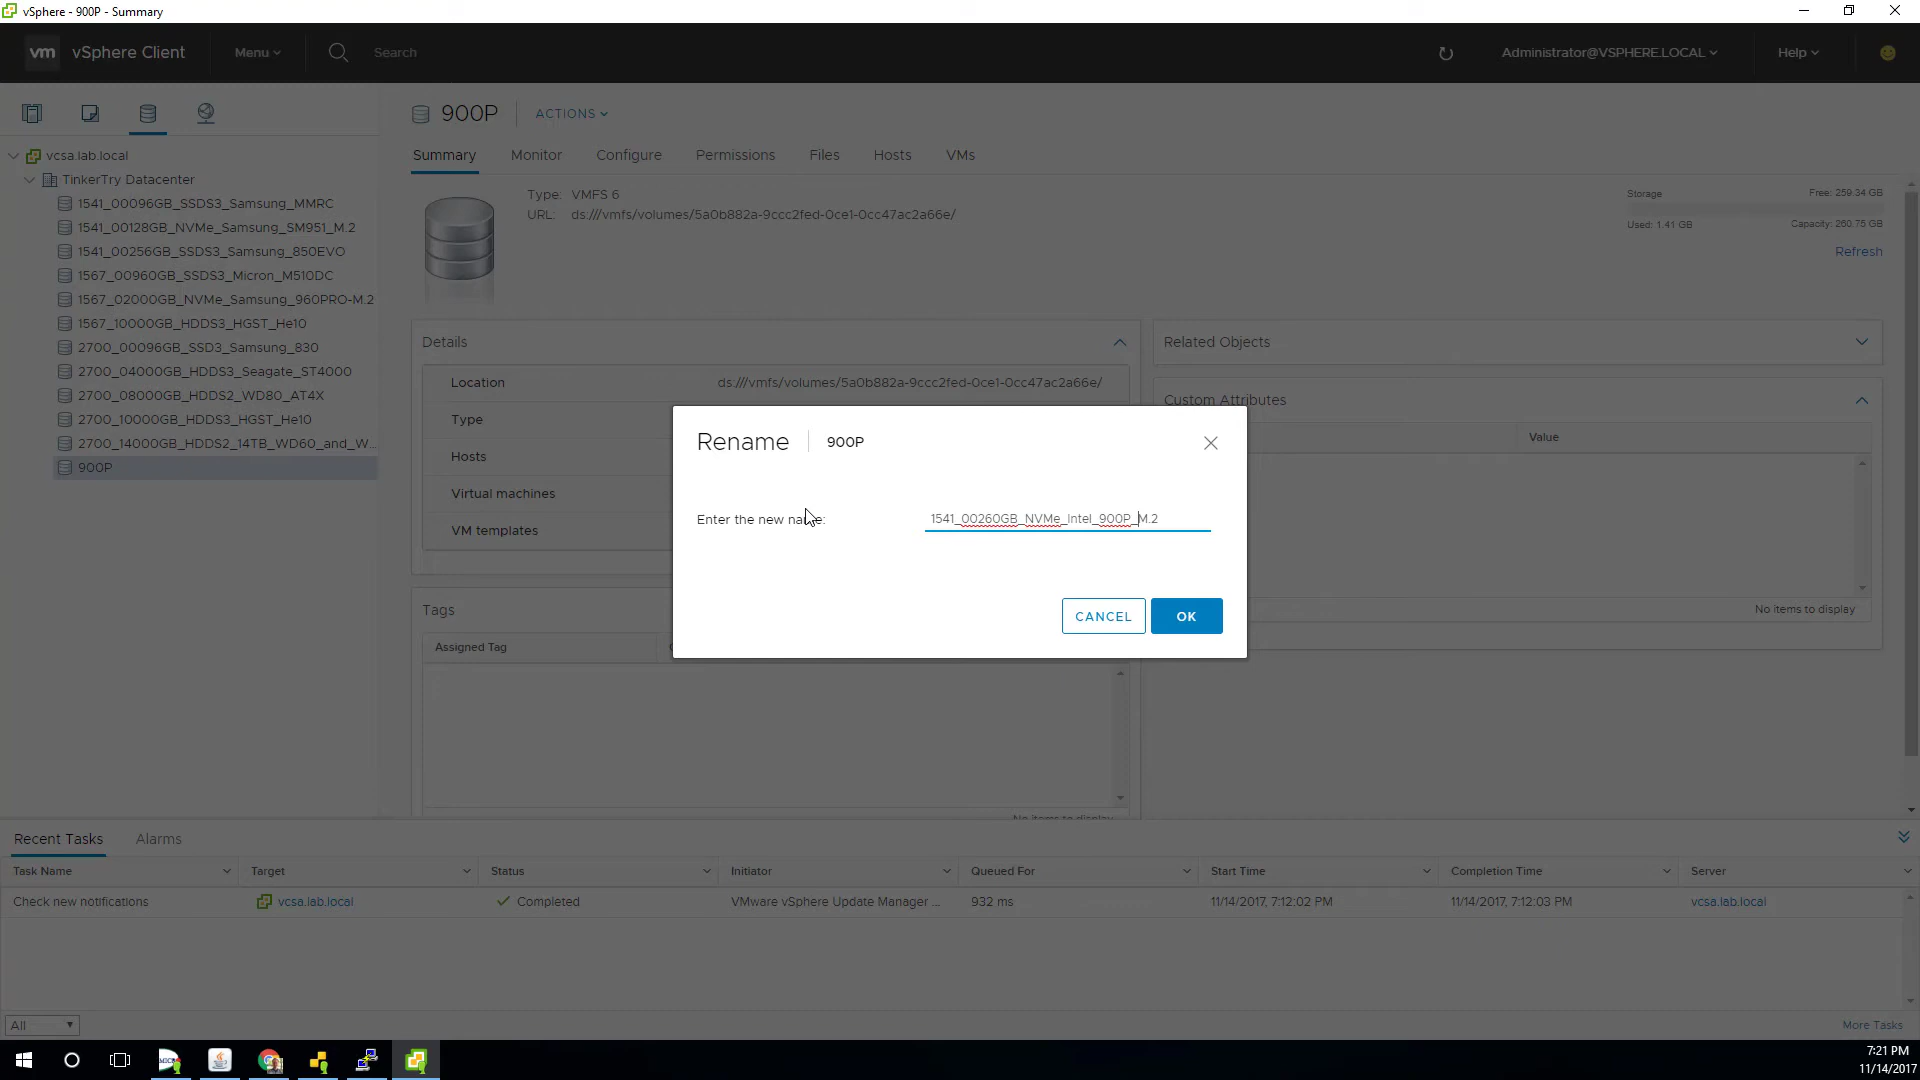 vSphere - 900P - Summary
vm vSphere Client Menu Search Administrator@VSPHERE.LOCAL Help
900P ACTIONS
Summary Monitor Configure Permissions Files Hosts VMs
vcsa.lab.local
TinkerTry Datacenter
1541_00096GB_SSDS3_Samsung_MMRC
1541_00128GB_NVMe_Samsung_SM951_M.2
1541_00256GB_SSDS3_Samsung_850EVO
1567_00960GB_SSDS3_Micron_M510DC
1567_02000GB_NVMe_Samsung_960PRO-M.2
1567_10000GB_HDDS3_HGST_He10
2700_00096GB_SSD3_Samsung_830
2700_04000GB_HDDS3_Seagate_ST4000
2700_08000GB_HDDS2_WD80_AT4X
2700_10000GB_HDDS3_HGST_He10
2700_14000GB_HDDS2_14TB_WD60_and_W...
900P
Type: VMFS 6
URL: ds:///vmfs/volumes/5a0b882a-9ccc2fed-0ce1-0cc47ac2a66e/
Storage Free: 259.34 GB
Used: 1.41 GB Capacity: 260.75 GB
Refresh
Details
Location ds:///vmfs/volumes/5a0b882a-9ccc2fed-0ce1-0cc47ac2a66e/
Type
Hosts
Virtual machines
VM templates
Related Objects
Custom Attributes
Value
No items to display
Tags
Assigned Tag
No items to display
Rename 900P
Enter the new name: 1541_00260GB_NVMe_Intel_900P_M.2
CANCEL OK
Recent Tasks Alarms
Task Name Target Status Initiator Queued For Start Time Completion Time Server
Check new notifications vcsa.lab.local Completed VMware vSphere Update Manager ... 932 ms 11/14/2017, 7:12:02 PM 11/14/2017, 7:12:03 PM vcsa.lab.local
All More Tasks
7:21 PM
11/14/2017